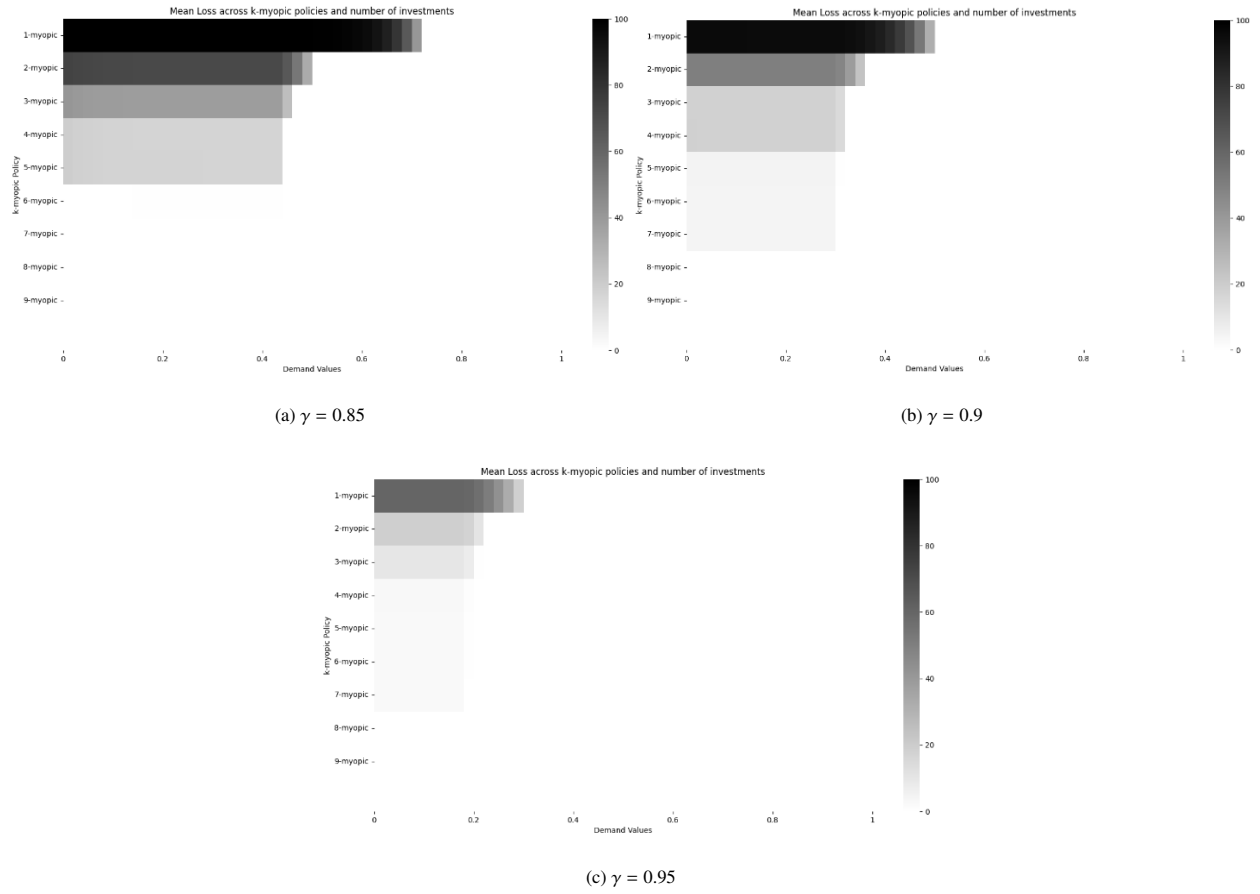 Mean Loss across k-myopic policies and number of investments
1-myopic
2-myopic
3-myopic
4-myopic
5-myopic
6-myopic
7-myopic
8-myopic
9-myopic
k-myopic Policy
0 0.2 0.4 0.6 0.8 1
Demand Values
100
80
60
40
20
0
(a) γ = 0.85
Mean Loss across k-myopic policies and number of investments
1-myopic
2-myopic
3-myopic
4-myopic
5-myopic
6-myopic
7-myopic
8-myopic
9-myopic
k-myopic Policy
0 0.2 0.4 0.6 0.8 1
Demand Values
100
80
60
40
20
0
(b) γ = 0.9
Mean Loss across k-myopic policies and number of investments
1-myopic
2-myopic
3-myopic
4-myopic
5-myopic
6-myopic
7-myopic
8-myopic
9-myopic
k-myopic Policy
0 0.2 0.4 0.6 0.8 1
Demand Values
100
80
60
40
20
0
(c) γ = 0.95